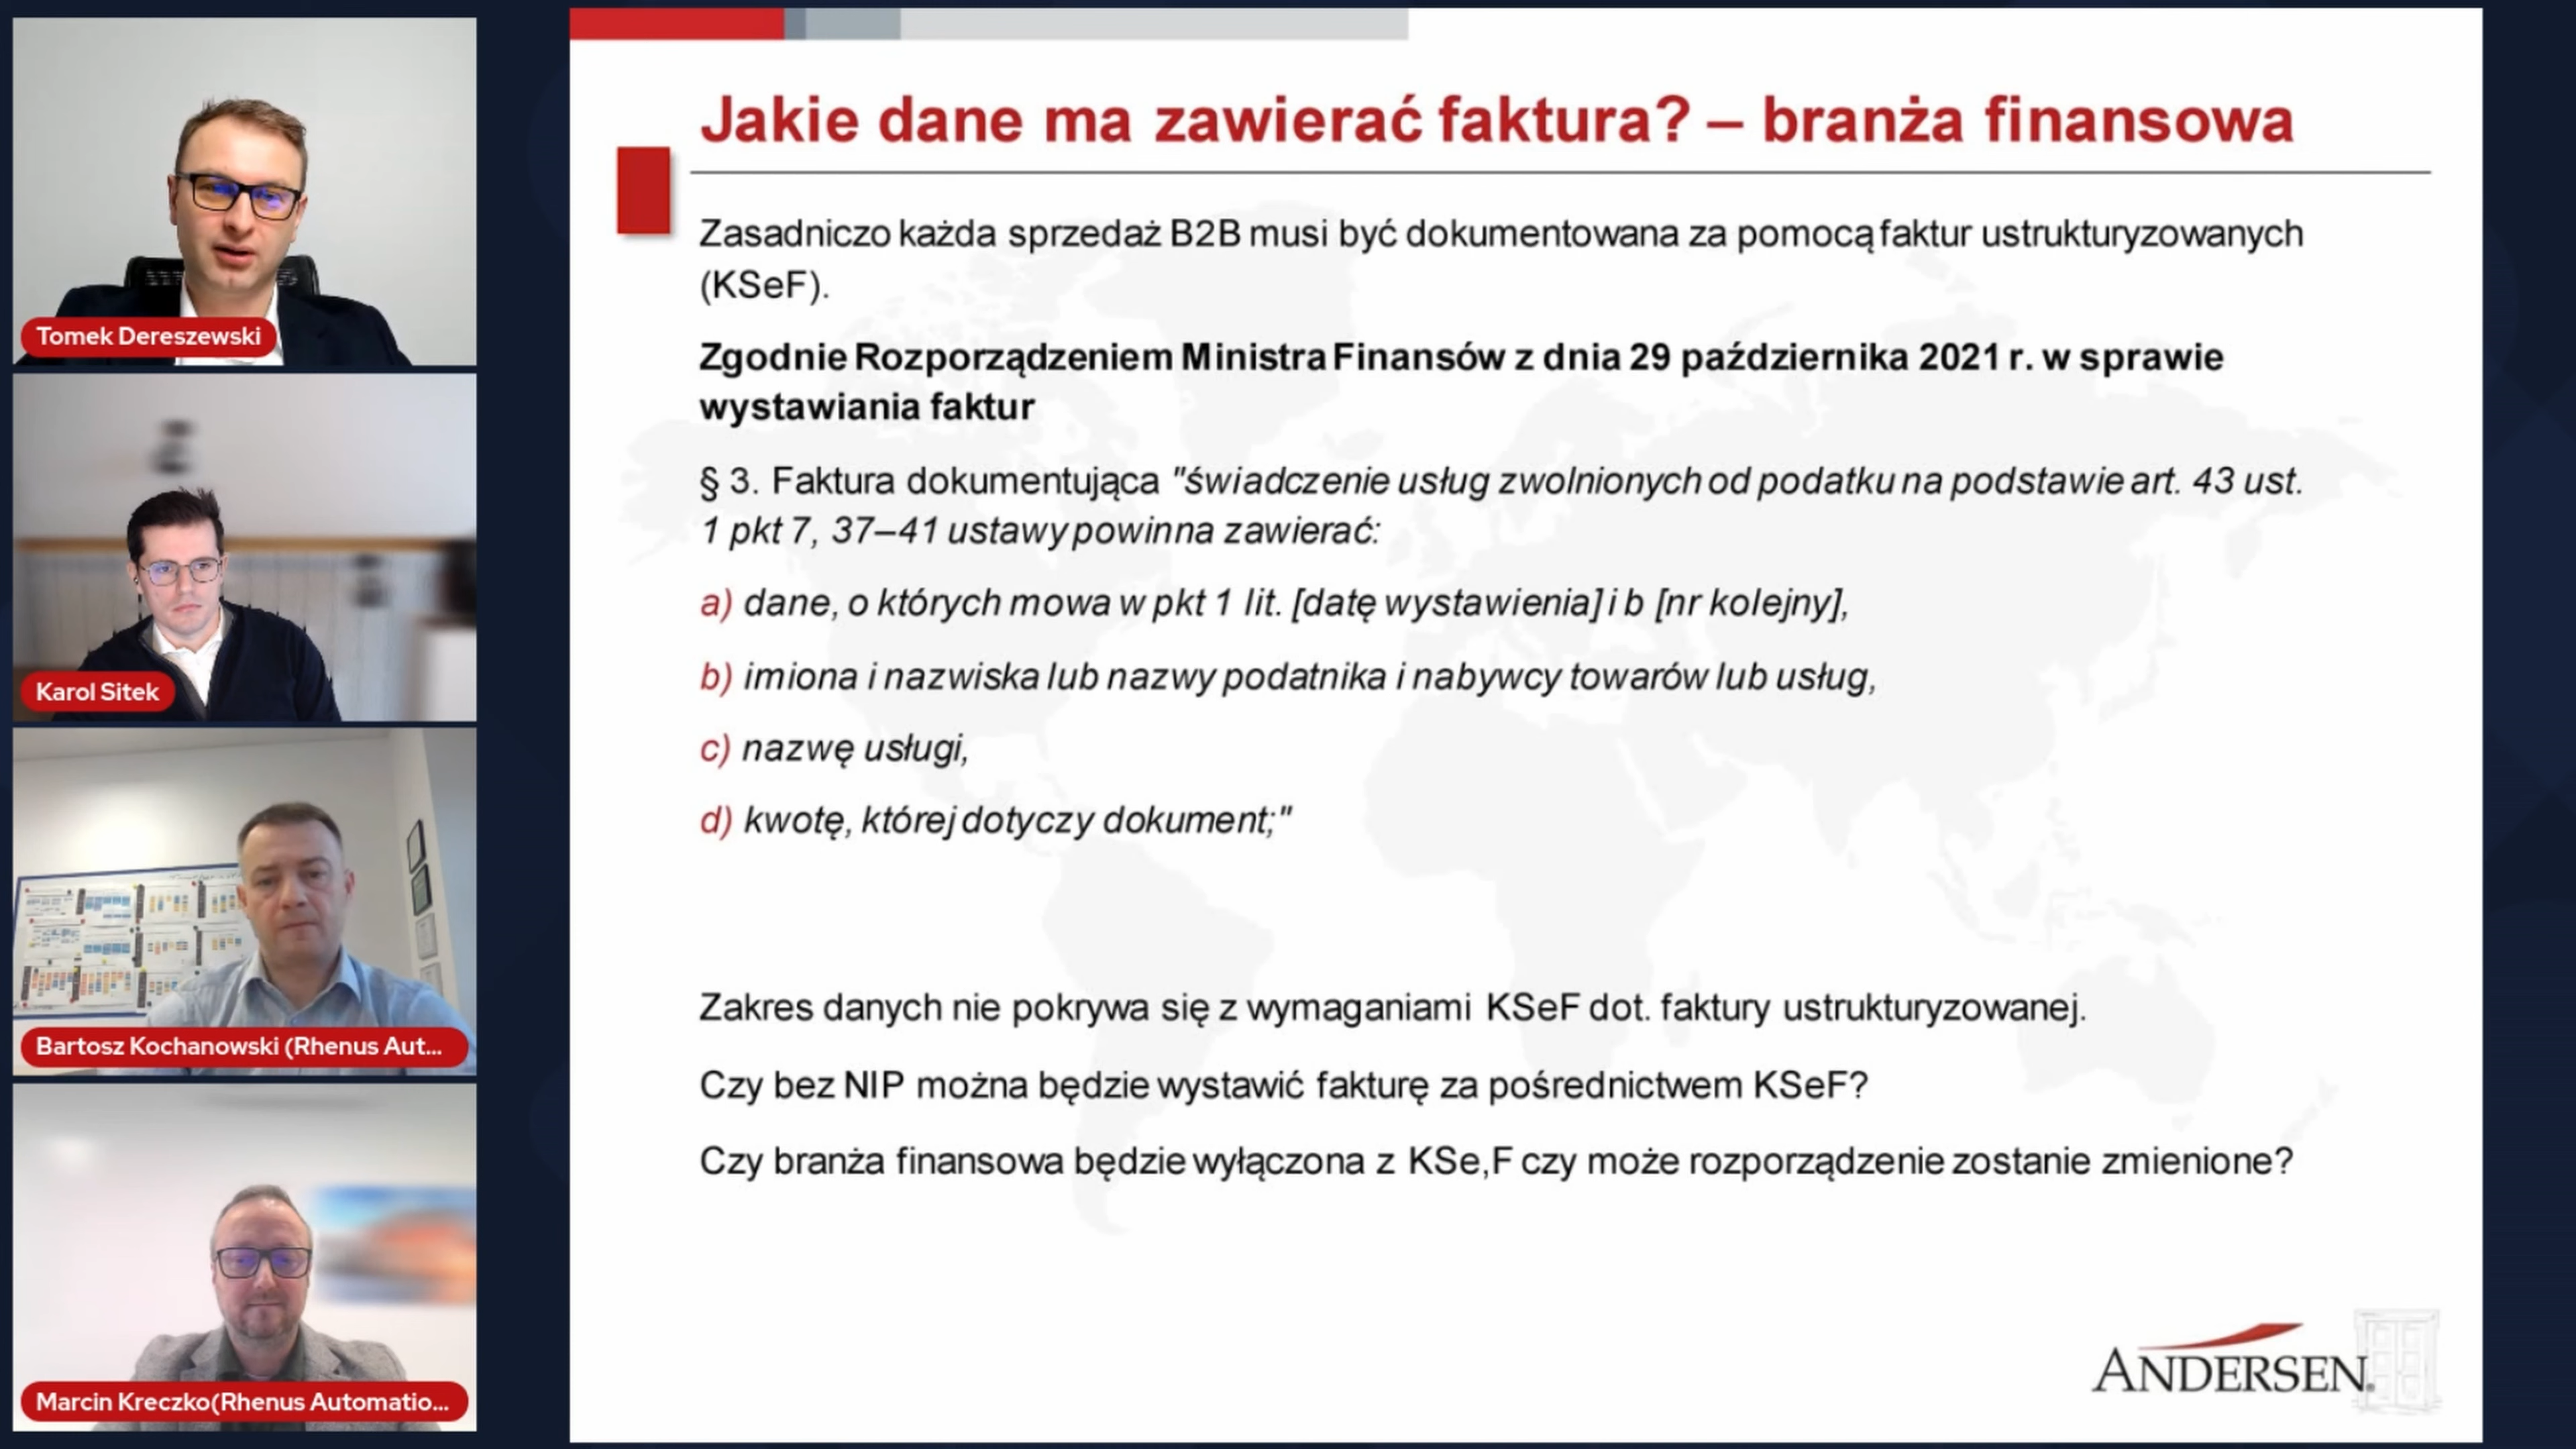 Tomek Dereszewski
Karol Sitek
Bartosz Kochanowski (Rhenus Aut...
Marcin Kreczko(Rhenus Automatio...
Jakie dane ma zawierać faktura? – branża finansowa
Zasadniczo każda sprzedaż B2B musi być dokumentowana za pomocą faktur ustrukturyzowanych
(KSeF).
Zgodnie Rozporządzeniem Ministra Finansów z dnia 29 października 2021 r. w sprawie
wystawiania faktur
§ 3. Faktura dokumentująca "świadczenie usług zwolnionych od podatku na podstawie art. 43 ust.
1 pkt 7, 37–41 ustawy powinna zawierać:
a) dane, o których mowa w pkt 1 lit. [datę wystawienia] i b [nr kolejny],
b) imiona i nazwiska lub nazwy podatnika i nabywcy towarów lub usług,
c) nazwę usługi,
d) kwotę, której dotyczy dokument;"
Zakres danych nie pokrywa się z wymaganiami KSeF dot. faktury ustrukturyzowanej.
Czy bez NIP można będzie wystawić fakturę za pośrednictwem KSeF?
Czy branża finansowa będzie wyłączona z KSe,F czy może rozporządzenie zostanie zmienione?
ANDERSEN.